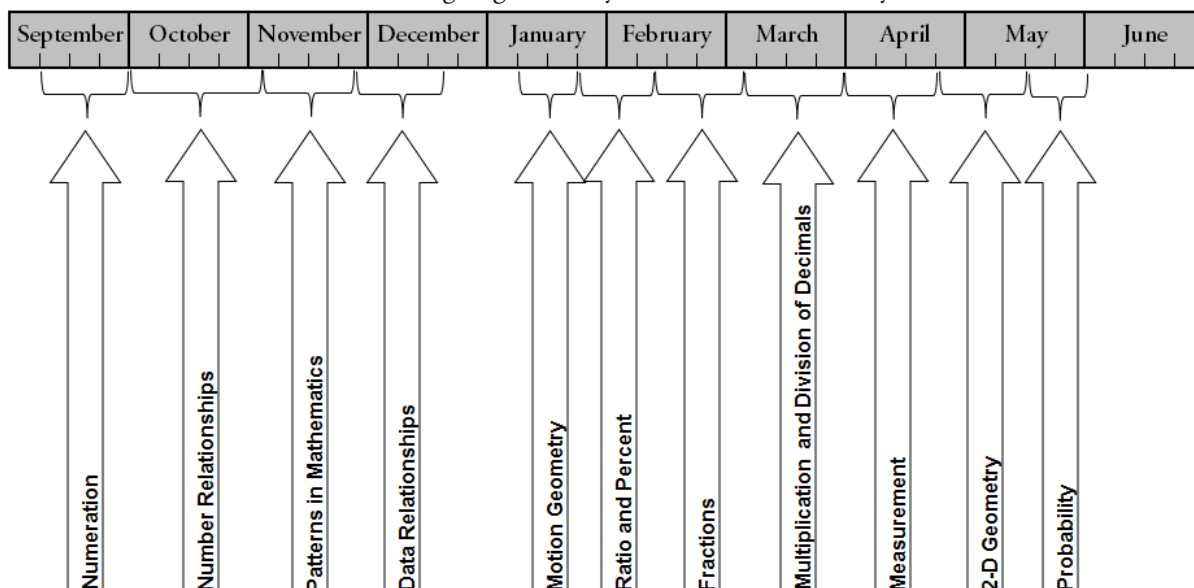 September
October
November
December
January
February
March
April
May
June
Numeration
Number Relationships
Patterns in Mathematics
Data Relationships
Motion Geometry
Ratio and Percent
Fractions
Multiplication and Division of Decimals
Measurement
2-D Geometry
Probability